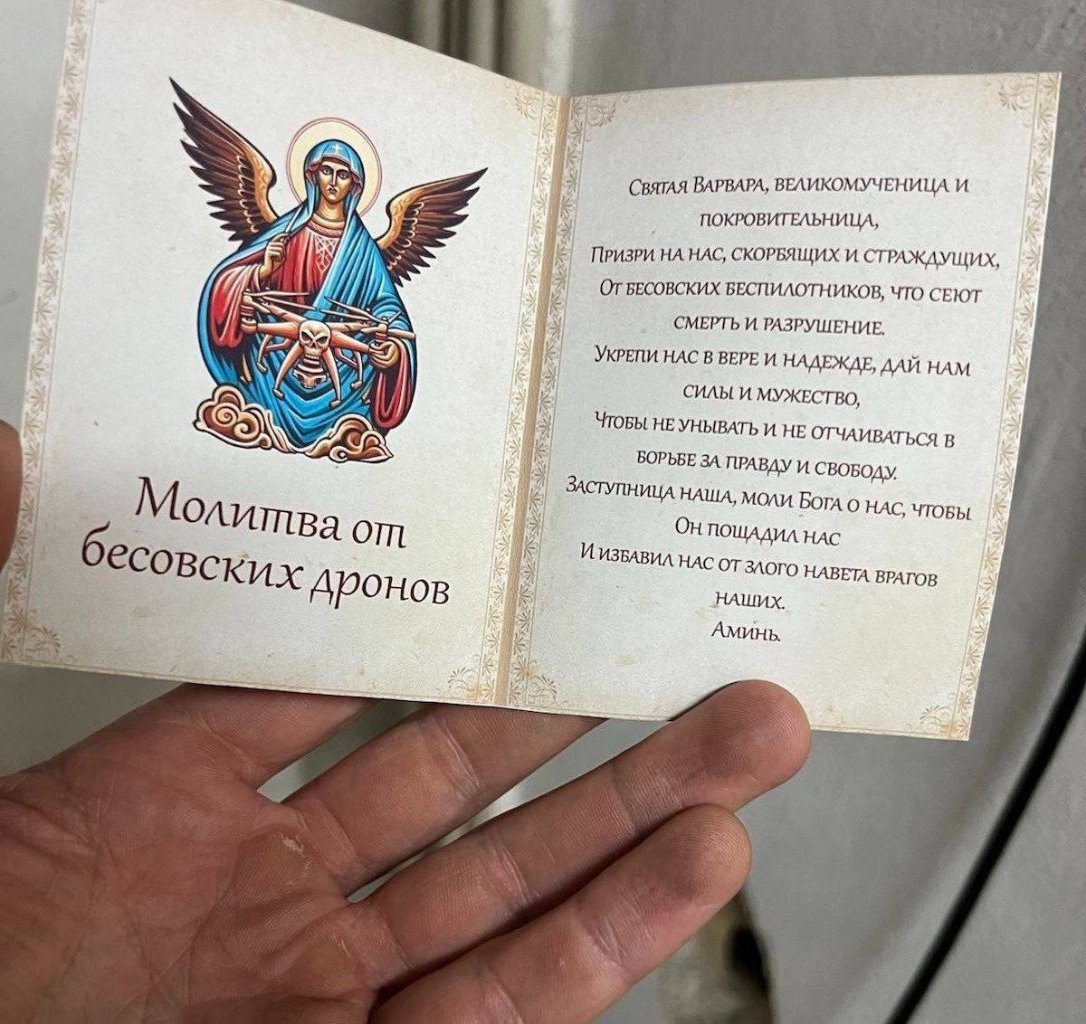 Молитва от
бесовских дронов
Святая Варвара, великомученица и
покровительница,
Призри на нас, скорбящих и страждущих,
От бесовских беспилотников, что сеют
смерть и разрушение.
Укрепи нас в вере и надежде, дай нам
силы и мужество,
Чтобы не унывать и не отчаиваться в
борьбе за правду и свободу.
Заступница наша, моли Бога о нас, чтобы
Он пощадил нас
И избавил нас от злого навета врагов
наших.
Аминь.